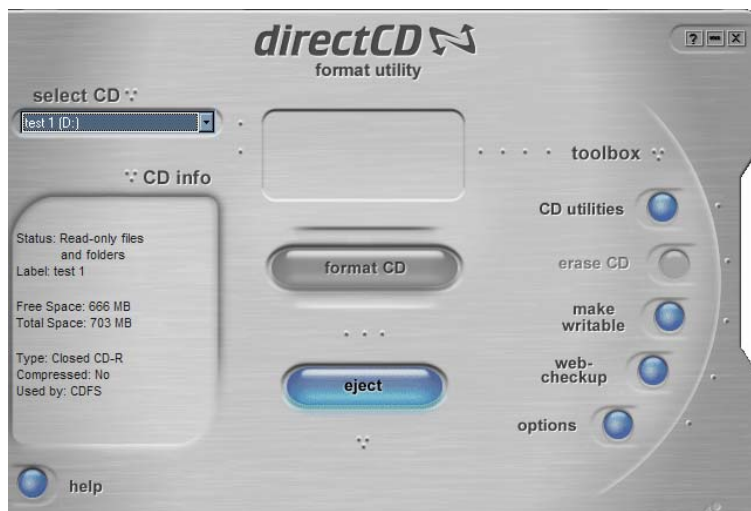 directCD
format utility
? - X
select CD
test 1 (D:)
CD info
Status: Read-only files
and folders
Label: test 1
Free Space: 666 MB
Total Space: 703 MB
Type: Closed CD-R
Compressed: No
Used by: CDFS
help
format CD
eject
toolbox
CD utilities
erase CD
make
writable
web-
checkup
options